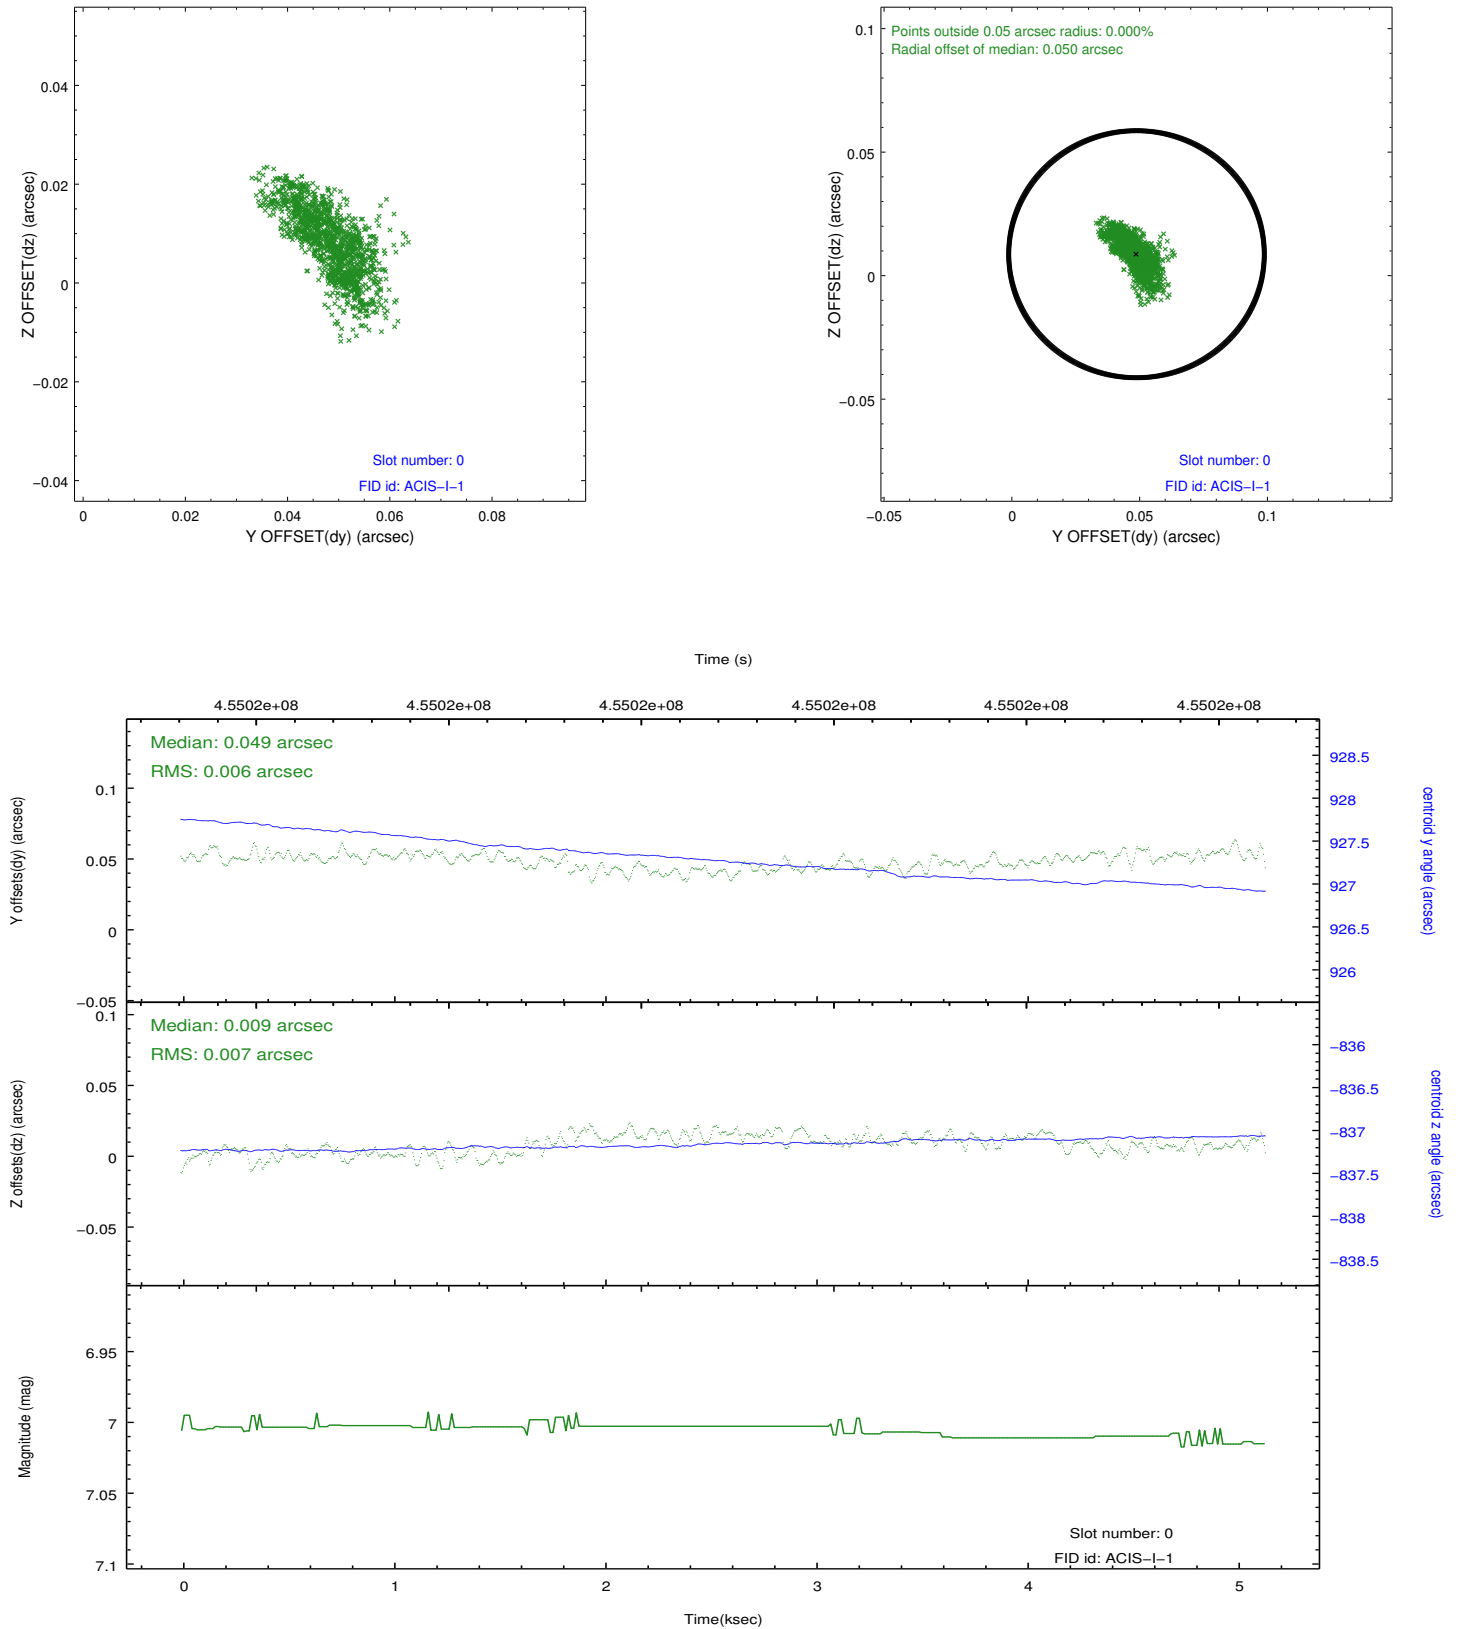 0.04
0.02
0
−0.02
−0.04
Z OFFSET(dz) (arcsec)
Slot number: 0
FID id: ACIS−I−1
0
0.02
0.04
0.06
0.08
Y OFFSET(dy) (arcsec)
Points outside 0.05 arcsec radius: 0.000%
Radial offset of median: 0.050 arcsec
0.1
0.05
0
−0.05
Z OFFSET(dz) (arcsec)
Slot number: 0
FID id: ACIS−I−1
−0.05
0
0.05
0.1
Y OFFSET(dy) (arcsec)
Time (s)
4.5502e+08
4.5502e+08
4.5502e+08
4.5502e+08
4.5502e+08
4.5502e+08
Median: 0.049 arcsec
RMS: 0.006 arcsec
0.1
0.05
0
−0.05
Y offsets(dy) (arcsec)
928.5
928
927.5
927
926.5
926
centroid y angle (arcsec)
Median: 0.009 arcsec
RMS: 0.007 arcsec
0.1
0.05
0
−0.05
Z offsets(dz) (arcsec)
−836
−836.5
−837
−837.5
−838
−838.5
centroid z angle (arcsec)
6.95
7
7.05
7.1
Magnitude (mag)
Slot number: 0
FID id: ACIS−I−1
0
1
2
3
4
5
Time(ksec)